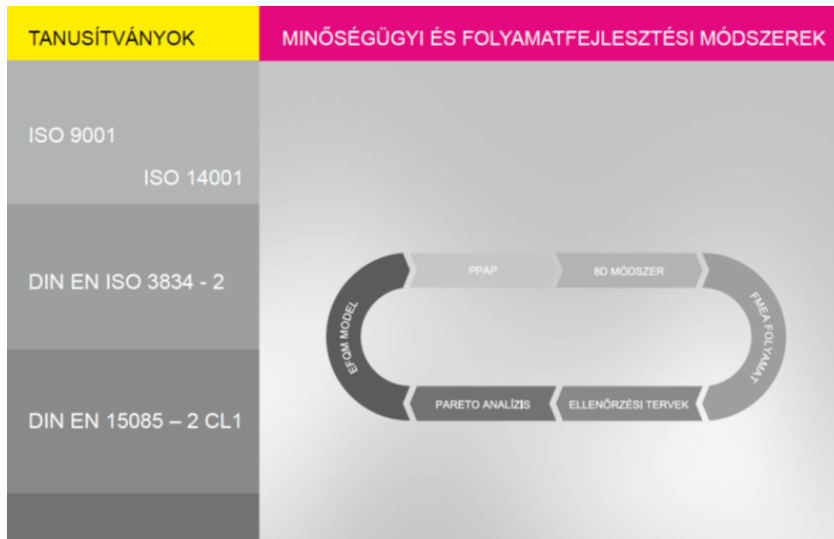 TANUSÍTVÁNYOK
MINŐSÉGÜGYI ÉS FOLYAMATFEJLESZTÉSI MÓDSZEREK
ISO 9001
ISO 14001
DIN EN ISO 3834 - 2
DIN EN 15085 – 2 CL1
PPAP
8D MÓDSZER
FMEA FOLYAMAT
ELLENŐRZÉSI TERVEK
PARETO ANALÍZIS
EFQM MODEL